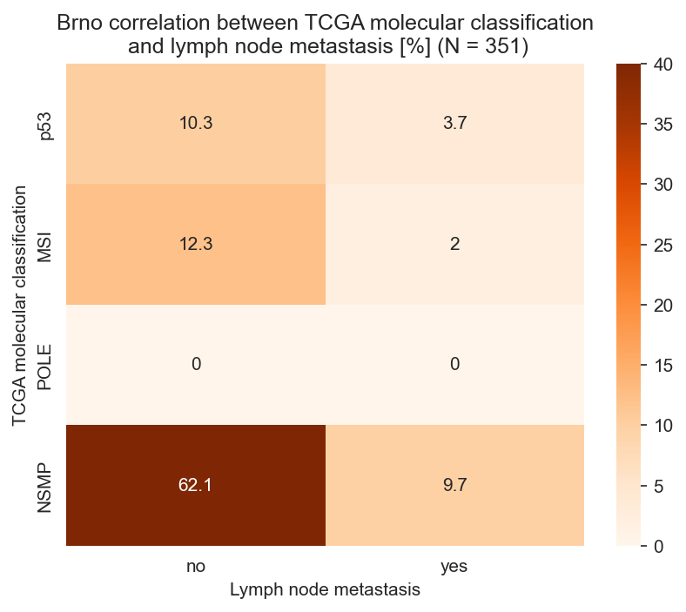 Brno correlation between TCGA molecular classification
and lymph node metastasis [%] (N = 351)
TCGA molecular classification
p53
10.3
3.7
MSI
12.3
2
POLE
0
0
NSMP
62.1
9.7
no
yes
Lymph node metastasis
40
35
30
25
20
15
10
5
0